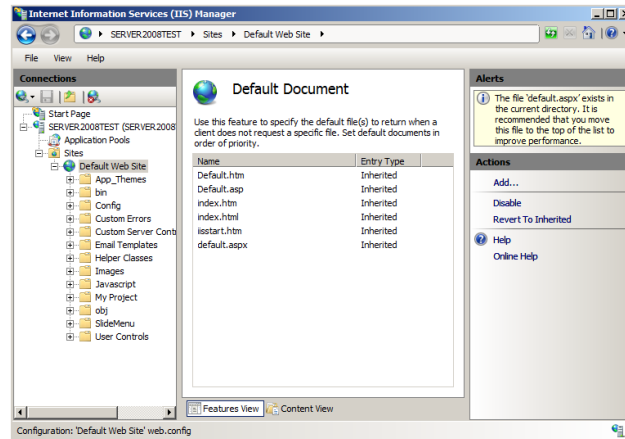 Internet Information Services (IIS) Manager
SERVER2008TEST Sites Default Web Site
File View Help
Connections
Start Page
SERVER2008TEST (SERVER2008
Application Pools
Sites
Default Web Site
App_Themes
bin
Config
Custom Errors
Custom Server Cont
Email Templates
Helper Classes
Images
Javascript
My Project
obj
SlideMenu
User Controls
Default Document
Use this feature to specify the default file(s) to return when a
client does not request a specific file. Set default documents in
order of priority.
Name Entry Type
Default.htm Inherited
Default.asp Inherited
index.htm Inherited
index.html Inherited
iisstart.htm Inherited
default.aspx Inherited
Features View Content View
Alerts
The file 'default.aspx' exists in
the current directory. It is
recommended that you move
this file to the top of the list to
improve performance.
Actions
Add...
Disable
Revert To Inherited
Help
Online Help
Configuration: 'Default Web Site' web.config